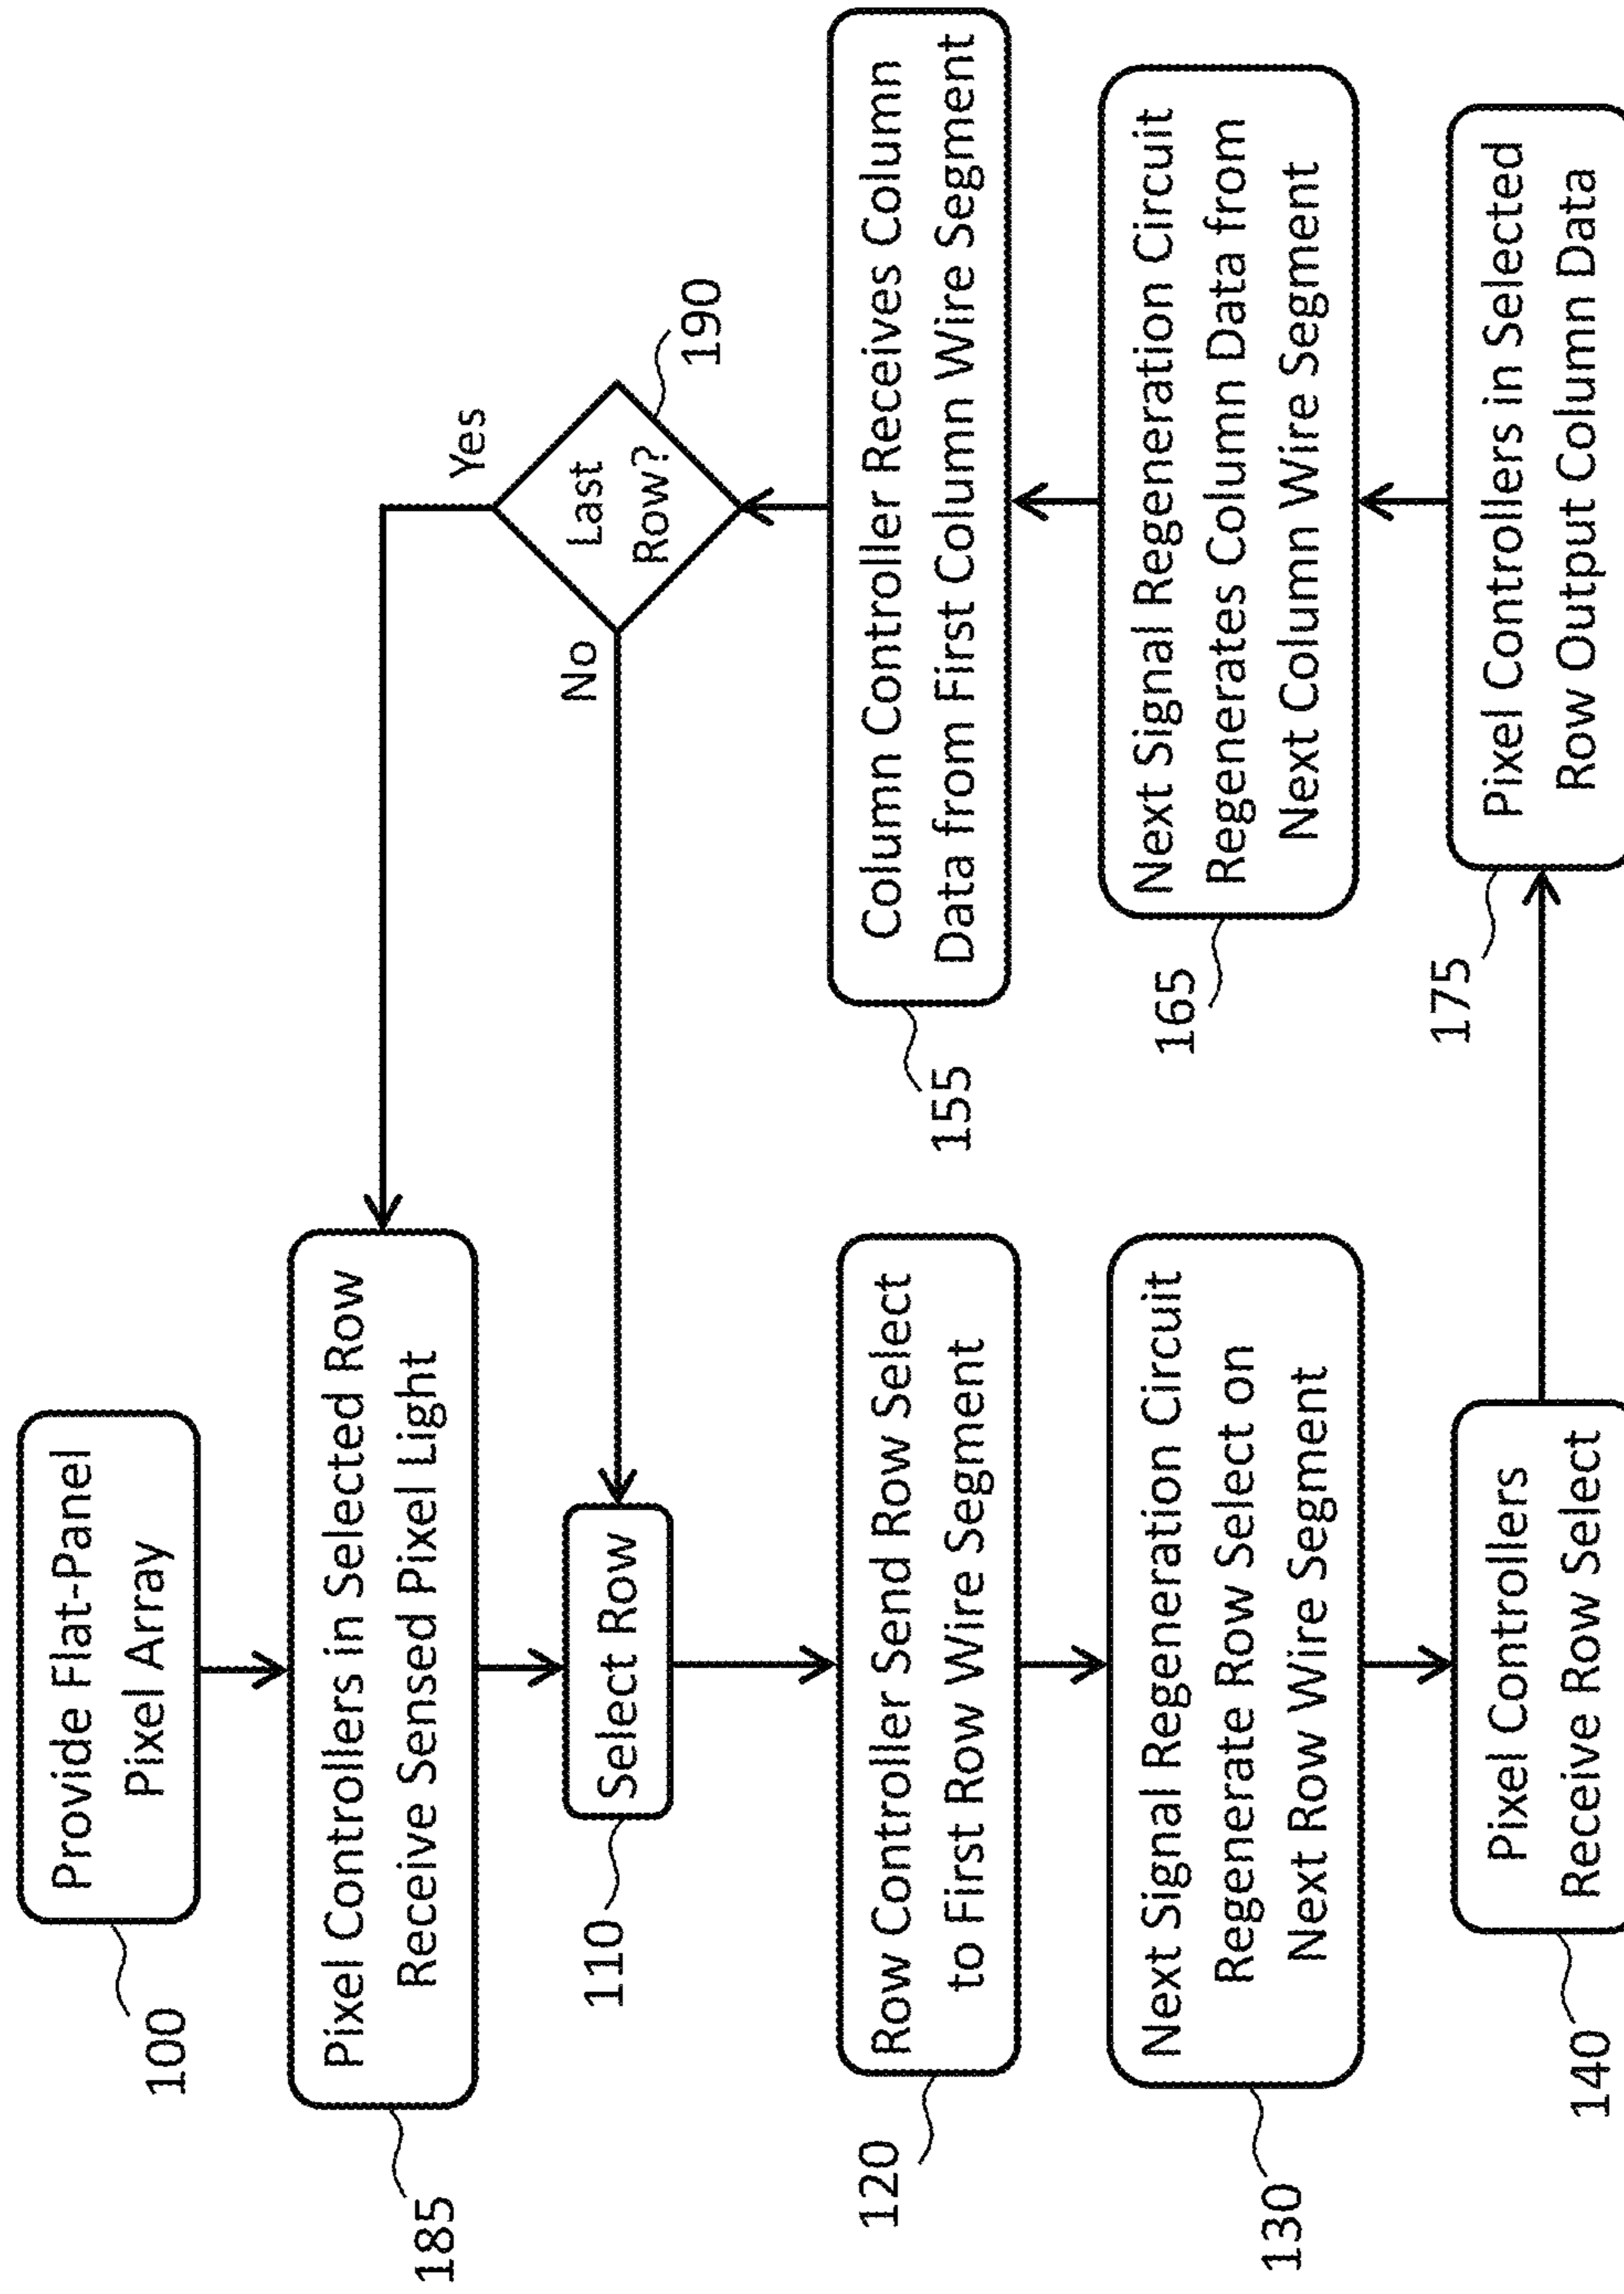 Provide Flat-Panel
Pixel Array
100
Pixel Controllers in Selected Row
Receive Sensed Pixel Light
185
Select Row
110
Row Controller Send Row Select
to First Row Wire Segment
120
Next Signal Regeneration Circuit
Regenerate Row Select on
Next Row Wire Segment
130
Pixel Controllers
Receive Row Select
140
Yes
Last
Row?
190
No
Column Controller Receives Column
Data from First Column Wire Segment
155
Next Signal Regeneration Circuit
Regenerates Column Data from
Next Column Wire Segment
165
Pixel Controllers in Selected
Row Output Column Data
175